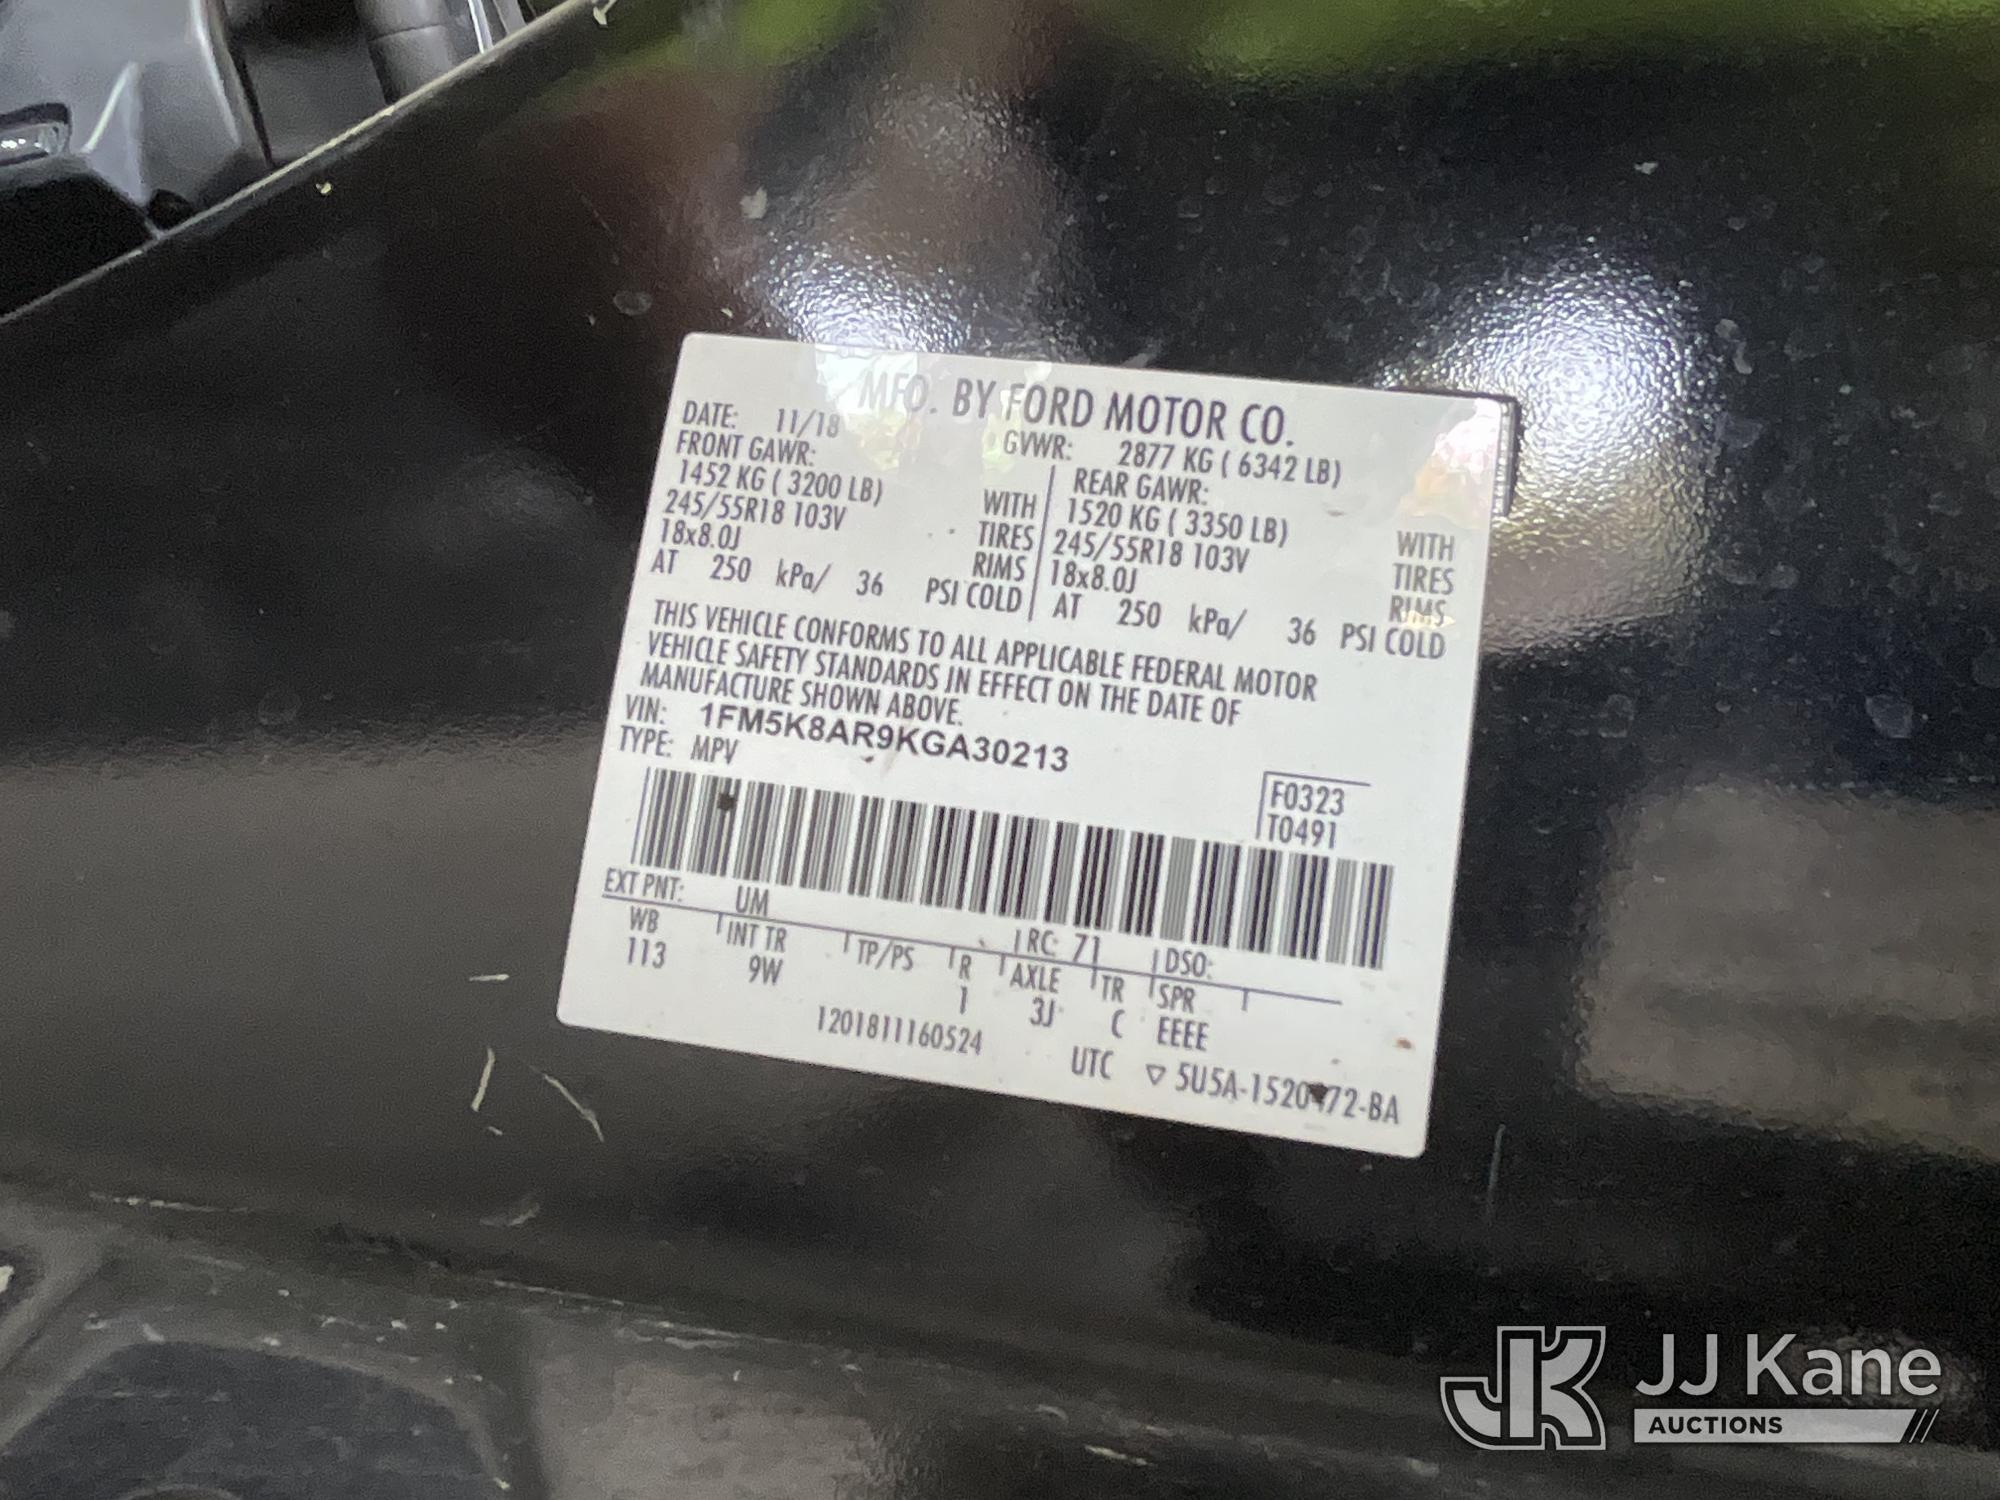 MFO. BY FORD MOTOR CO.
DATE: 11/18 GVWR: 2877 KG ( 6342 LB)
FRONT GAWR: REAR GAWR:
1452 KG ( 3200 LB) WITH 1520 KG ( 3350 LB) WITH
245/55R18 103V TIRES 245/55R18 103V TIRES
18x8.0J RIMS 18x8.0J RIMS
AT 250 kPa/ 36 PSI COLD AT 250 kPa/ 36 PSI COLD
THIS VEHICLE CONFORMS TO ALL APPLICABLE FEDERAL MOTOR
VEHICLE SAFETY STANDARDS IN EFFECT ON THE DATE OF
MANUFACTURE SHOWN ABOVE.
VIN: 1FM5K8AR9KGA30213
TYPE: MPV
F0323
T0491
EXT PNT: UM RC: 71 DSO:
WB INT TR TP/PS R AXLE TR SPR
113 9W 1 3J C EEEE
1201811160524
UTC ▽ 5U5A-1520472-BA
JK JJ Kane
AUCTIONS